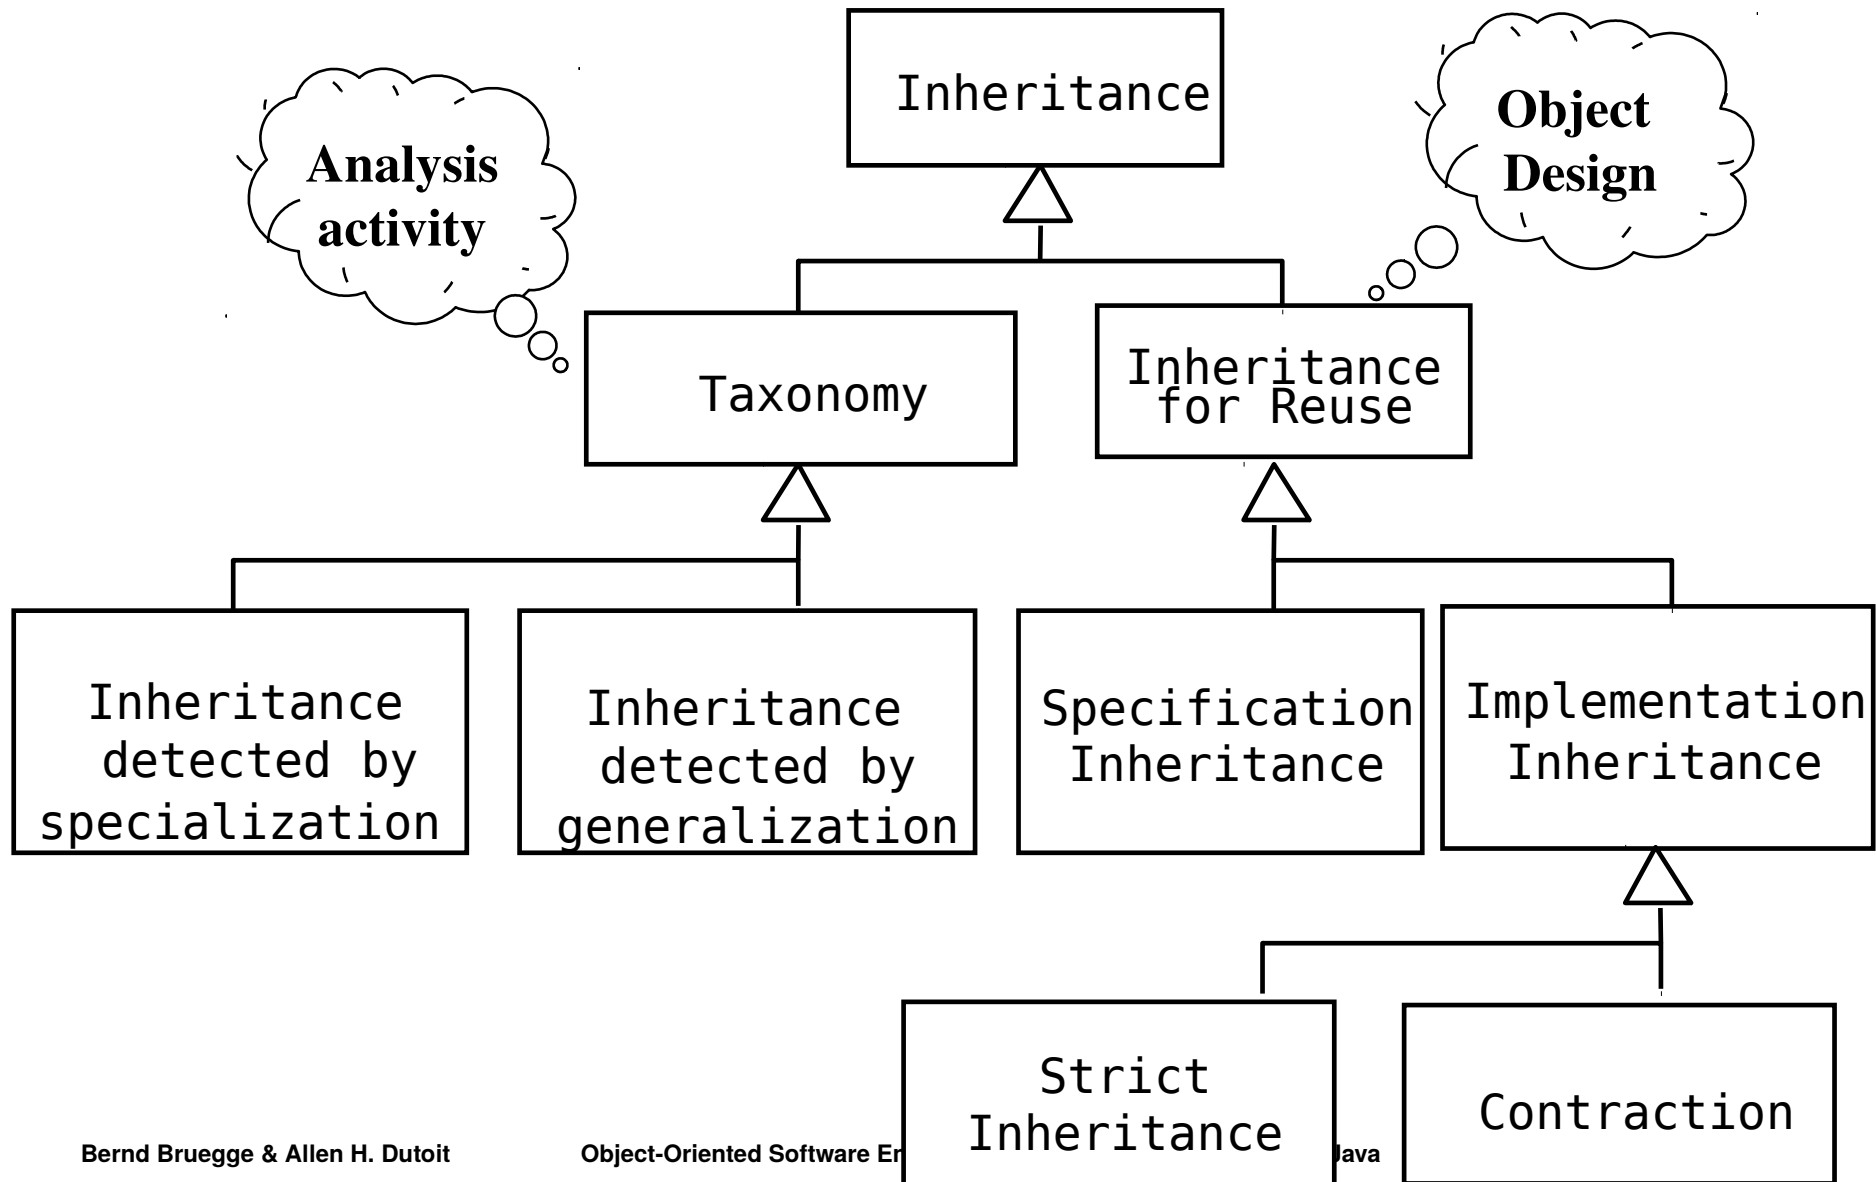 Inheritance
Analysis
activity
Object
Design
Taxonomy
Inheritance
for Reuse
Inheritance
detected by
specialization
Inheritance
detected by
generalization
Specification
Inheritance
Implementation
Inheritance
Strict
Inheritance
Contraction
Bernd Bruegge & Allen H. Dutoit
Object-Oriented Software
Java